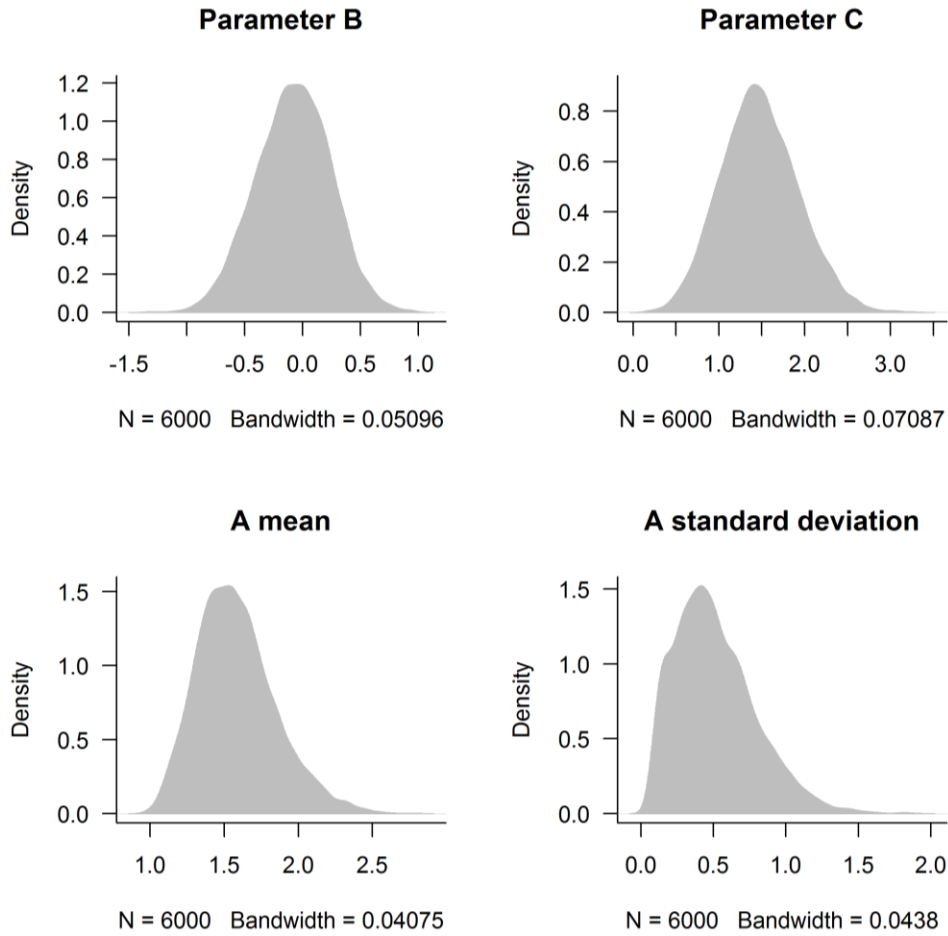 Parameter B
Density
1.2
1.0
0.8
0.6
0.4
0.2
0.0
-1.5 -0.5 0.0 0.5 1.0
N = 6000 Bandwidth = 0.05096
Parameter C
Density
0.8
0.6
0.4
0.2
0.0
0.0 1.0 2.0 3.0
N = 6000 Bandwidth = 0.07087
A mean
Density
1.5
1.0
0.5
0.0
1.0 1.5 2.0 2.5
N = 6000 Bandwidth = 0.04075
A standard deviation
Density
1.5
1.0
0.5
0.0
0.0 0.5 1.0 1.5 2.0
N = 6000 Bandwidth = 0.0438